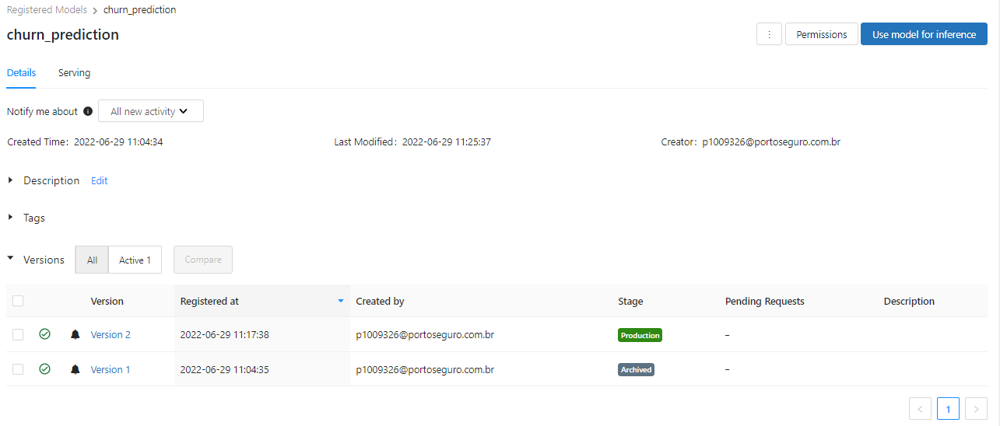 Registered Models > churn_prediction
churn_prediction
Permissions
Use model for inference
Details
Serving
Notify me about
All new activity
Created Time: 2022-06-29 11:04:34
Last Modified: 2022-06-29 11:25:37
Creator: p1009326@portoseguro.com.br
Description
Edit
Tags
Versions
All
Active 1
Compare
Version Registered at Created by Stage Pending Requests Description
Version 2 2022-06-29 11:17:38 p1009326@portoseguro.com.br Production –
Version 1 2022-06-29 11:04:35 p1009326@portoseguro.com.br Archived –
< 1 >